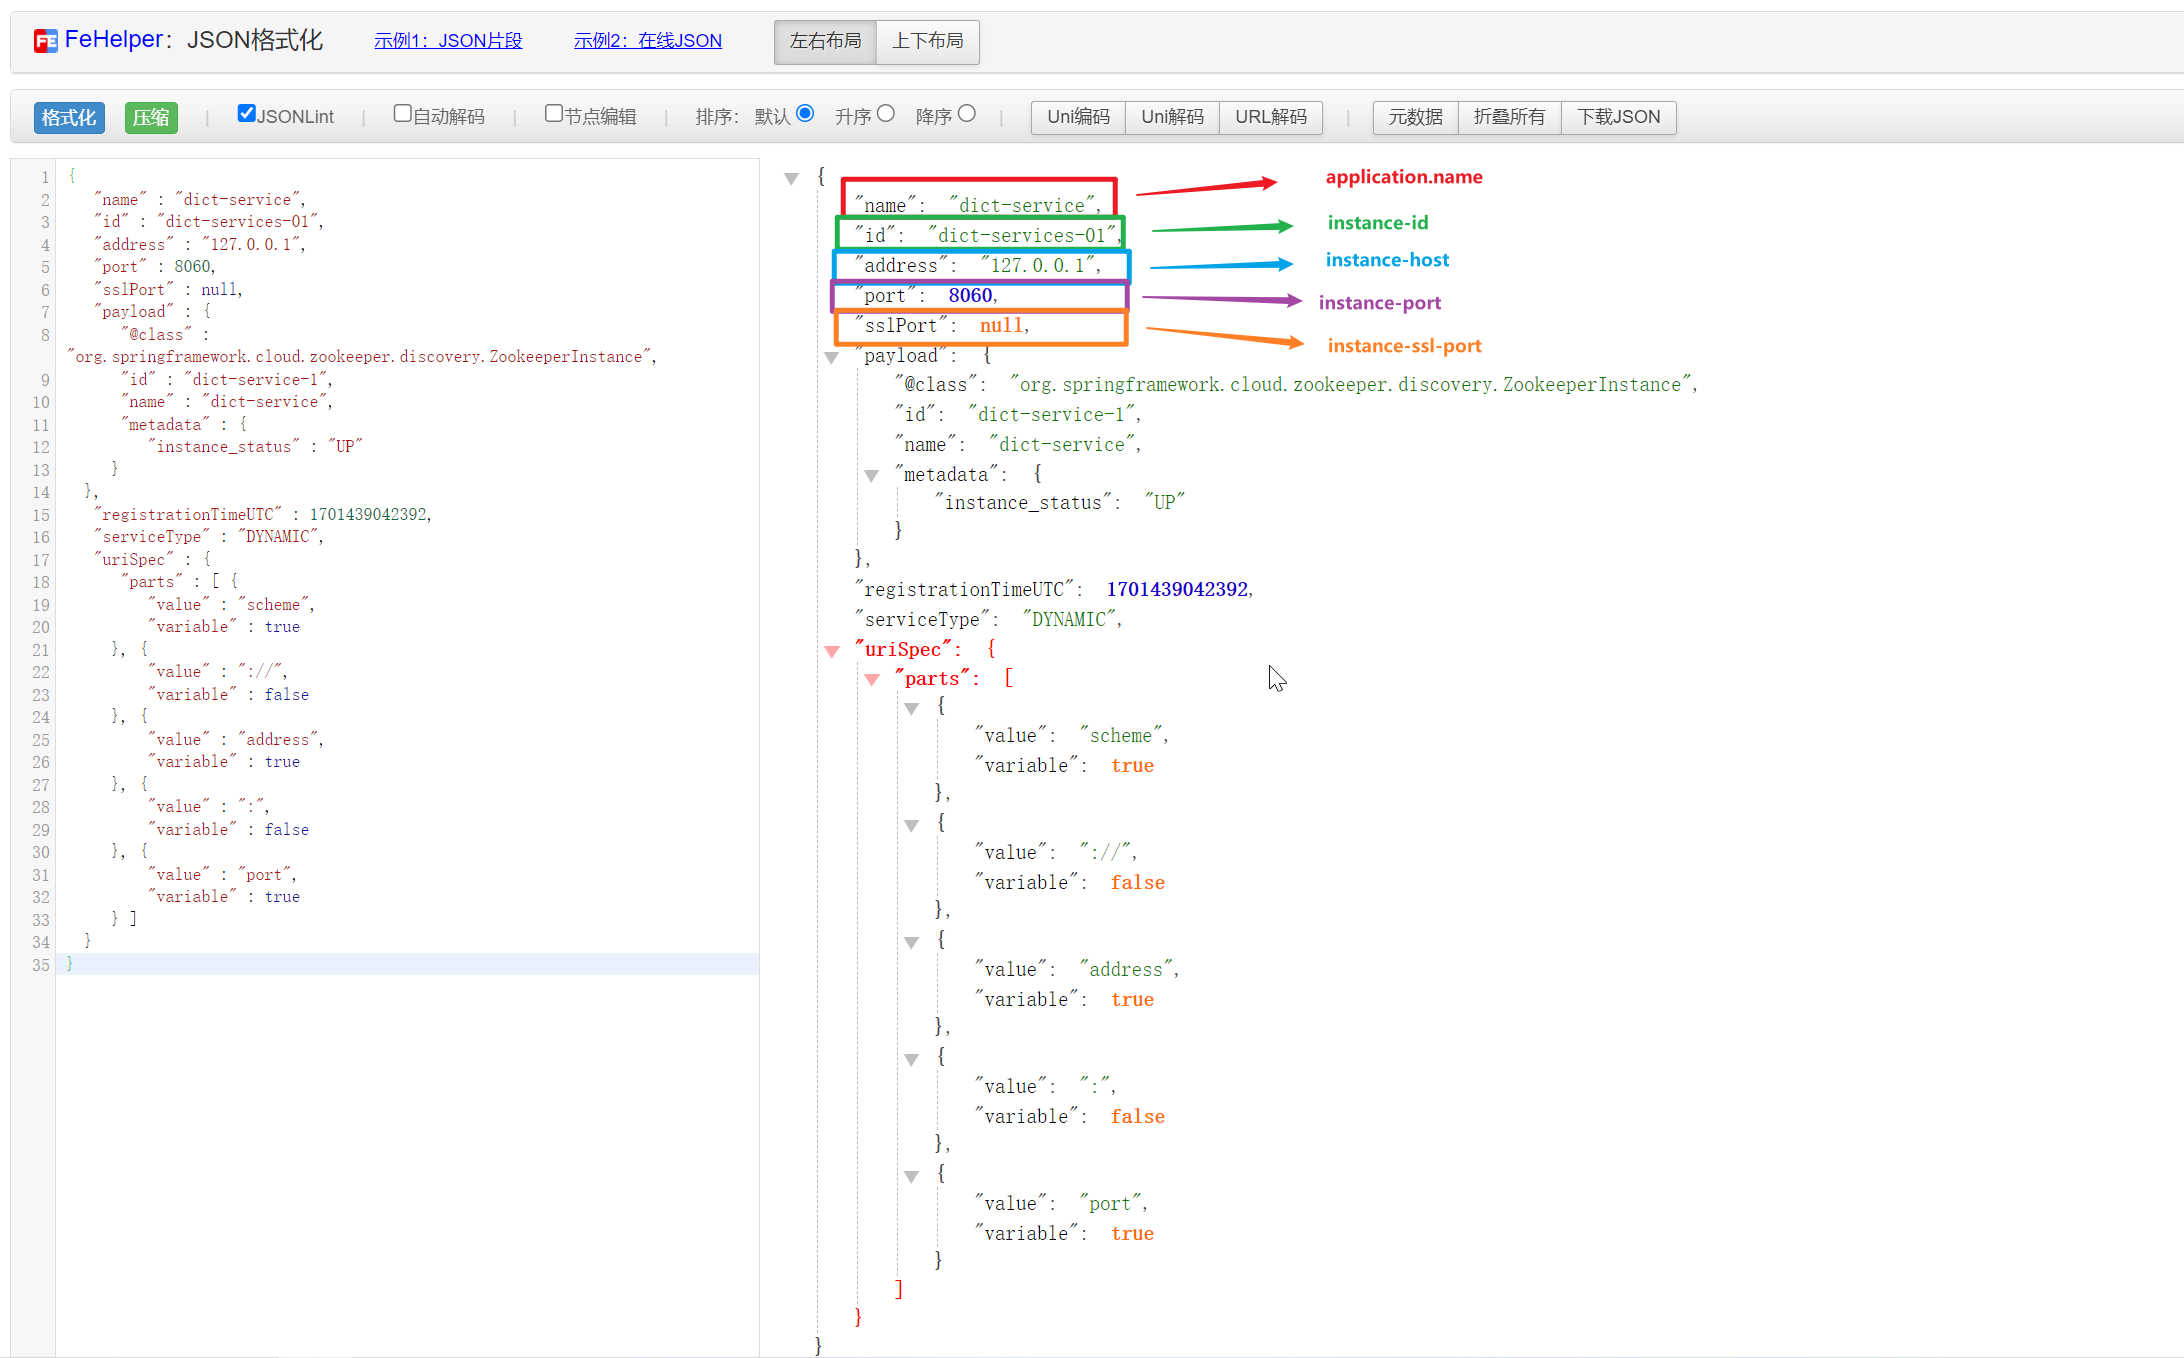 FeHelper：JSON格式化 示例1：JSON片段 示例2：在线JSON 左右布局 上下布局
格式化 压缩 | JSONLint | 自动解码 | 节点编辑 | 排序： 默认 升序 降序 | Uni编码 Uni解码 URL解码 | 元数据 折叠所有 下载JSON
1 {
2 "name" : "dict-service",
3 "id" : "dict-services-01",
4 "address" : "127.0.0.1",
5 "port" : 8060,
6 "sslPort" : null,
7 "payload" : {
8 "@class" :
"org.springframework.cloud.zookeeper.discovery.ZookeeperInstance",
9 "id" : "dict-service-1",
10 "name" : "dict-service",
11 "metadata" : {
12 "instance_status" : "UP"
13 }
14 },
15 "registrationTimeUTC" : 1701439042392,
16 "serviceType" : "DYNAMIC",
17 "uriSpec" : {
18 "parts" : [ {
19 "value" : "scheme",
20 "variable" : true
21 }, {
22 "value" : "://",
23 "variable" : false
24 }, {
25 "value" : "address",
26 "variable" : true
27 }, {
28 "value" : ":",
29 "variable" : false
30 }, {
31 "value" : "port",
32 "variable" : true
33 } ]
34 }
35 }
{
"name": "dict-service", application.name
"id": "dict-services-01", instance-id
"address": "127.0.0.1", instance-host
"port": 8060, instance-port
"sslPort": null, instance-ssl-port
"payload": {
"@class": "org.springframework.cloud.zookeeper.discovery.ZookeeperInstance",
"id": "dict-service-1",
"name": "dict-service",
"metadata": {
"instance_status": "UP"
}
},
"registrationTimeUTC": 1701439042392,
"serviceType": "DYNAMIC",
"uriSpec": {
"parts": [
{
"value": "scheme",
"variable": true
},
{
"value": "://",
"variable": false
},
{
"value": "address",
"variable": true
},
{
"value": ":",
"variable": false
},
{
"value": "port",
"variable": true
}
]
}
}